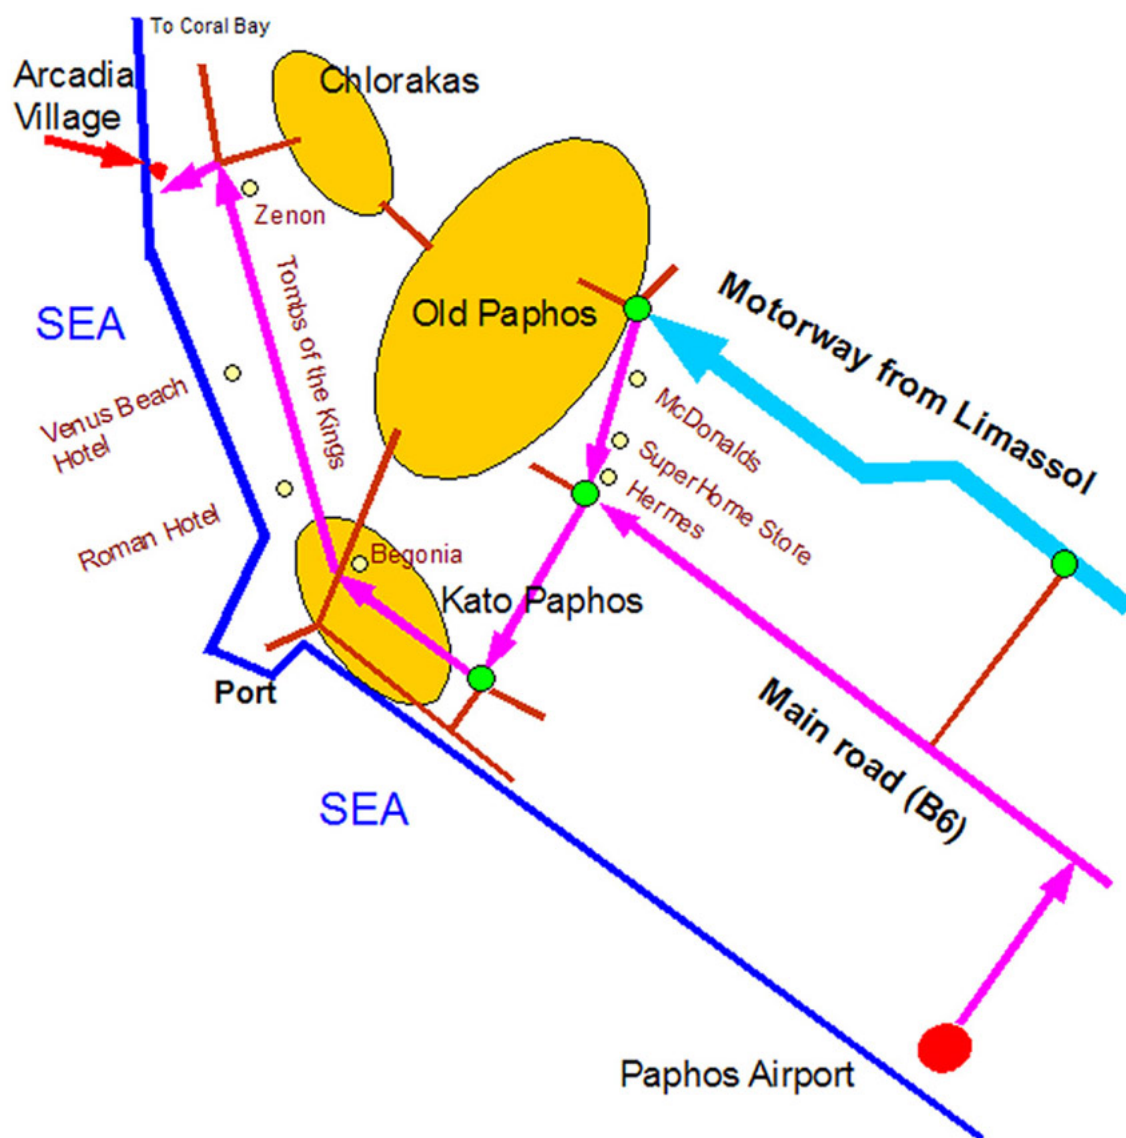 To Coral Bay
Arcadia
Village
Chlorakas
Zenon
SEA
Tombs of the Kings
Old Paphos
Motorway from Limassol
Venus Beach
Hotel
McDonalds
SuperHome Store
Hermes
Roman Hotel
Begonia
Kato Paphos
Port
Main road (B6)
SEA
Paphos Airport